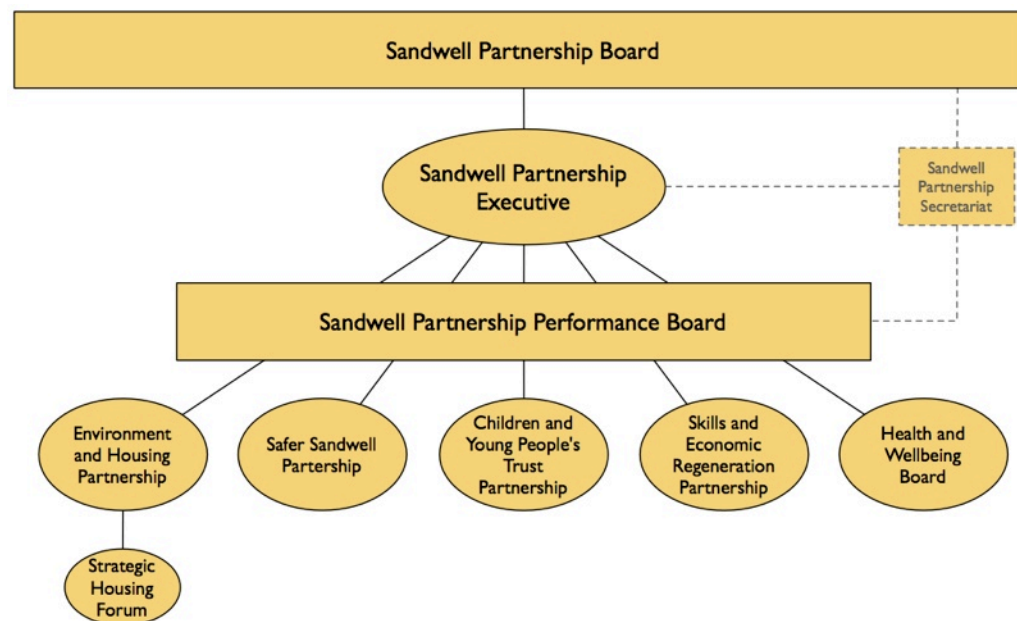 Sandwell Partnership Board
Sandwell Partnership
Executive
Sandwell
Partnership
Secretariat
Sandwell Partnership Performance Board
Environment
and Housing
Partnership
Safer Sandwell
Partership
Children and
Young People's
Trust
Partnership
Skills and
Economic
Regeneration
Partnership
Health and
Wellbeing
Board
Strategic
Housing
Forum